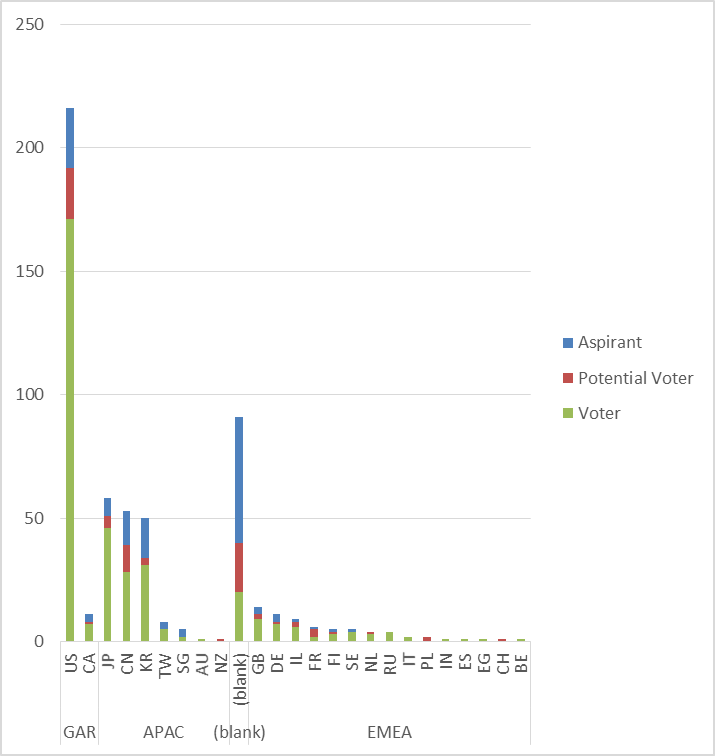 250
200
150
100
50
0
Aspirant
Potential Voter
Voter
US CA JP CN KR TW SG AU NZ (blank) GB DE IL FR FI SE NL RU IT PL IN ES EG CH BE
GAR APAC (blank) EMEA